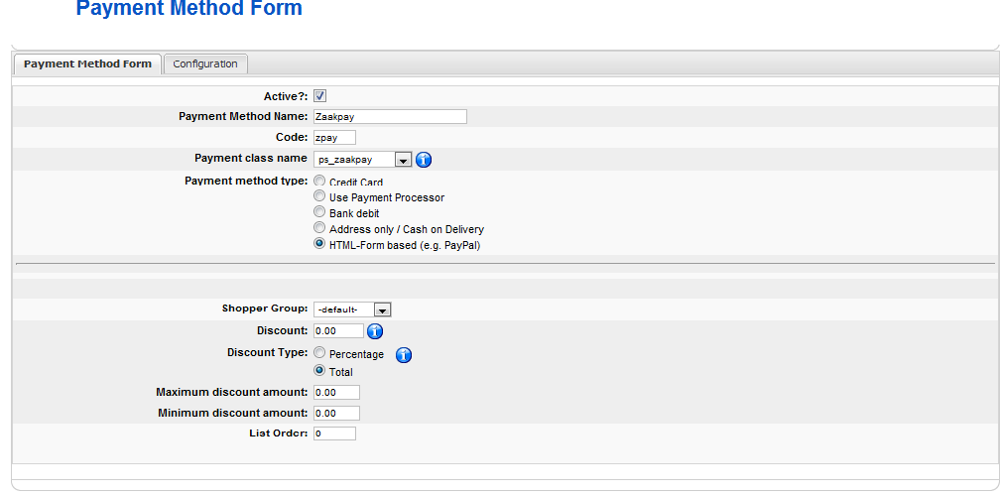 Payment Method Form
Payment Method Form Configuration
Active?:
Payment Method Name: Zaakpay
Code: zpay
Payment class name ps_zaakpay
Payment method type: Credit Card
Use Payment Processor
Bank debit
Address only / Cash on Delivery
HTML-Form based (e.g. PayPal)
Shopper Group: -default-
Discount: 0.00
Discount Type: Percentage
Total
Maximum discount amount: 0.00
Minimum discount amount: 0.00
List Order: 0